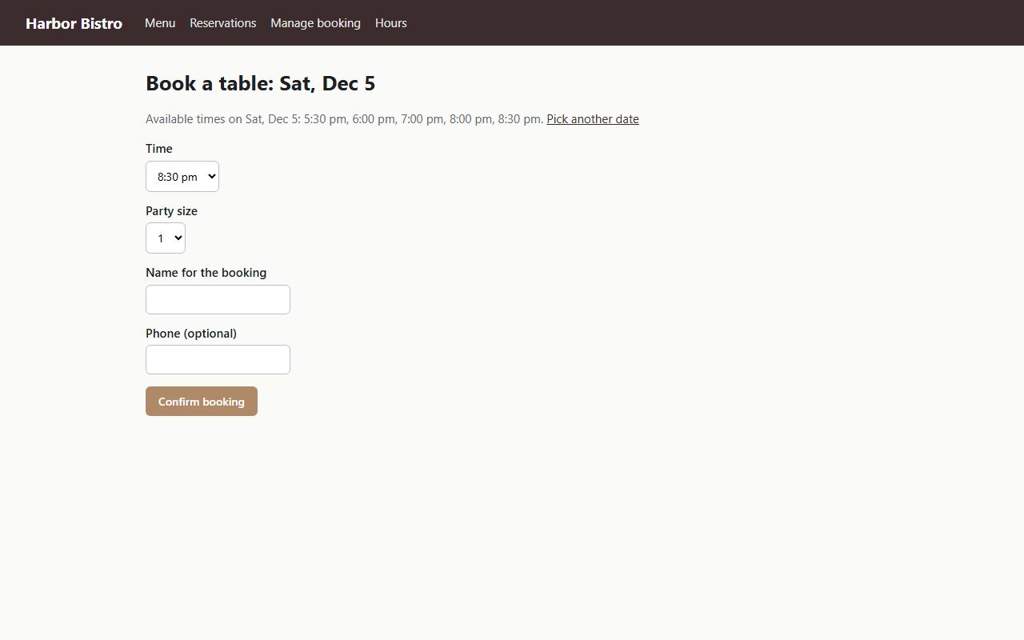 Harbor Bistro Menu Reservations Manage booking Hours
Book a table: Sat, Dec 5
Available times on Sat, Dec 5: 5:30 pm, 6:00 pm, 7:00 pm, 8:00 pm, 8:30 pm. Pick another date
Time
8:30 pm
Party size
1
Name for the booking
Phone (optional)
Confirm booking